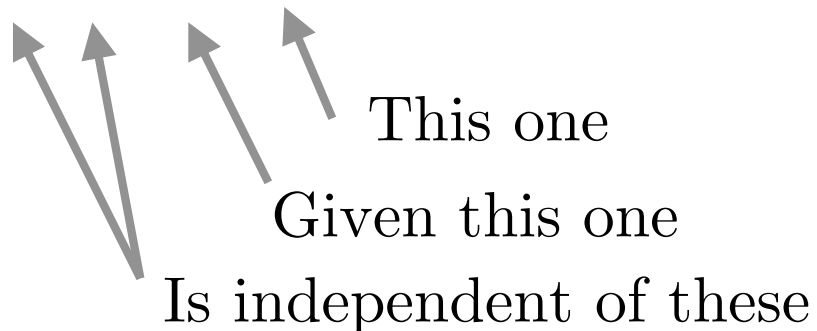 This one
Given this one
Is independent of these